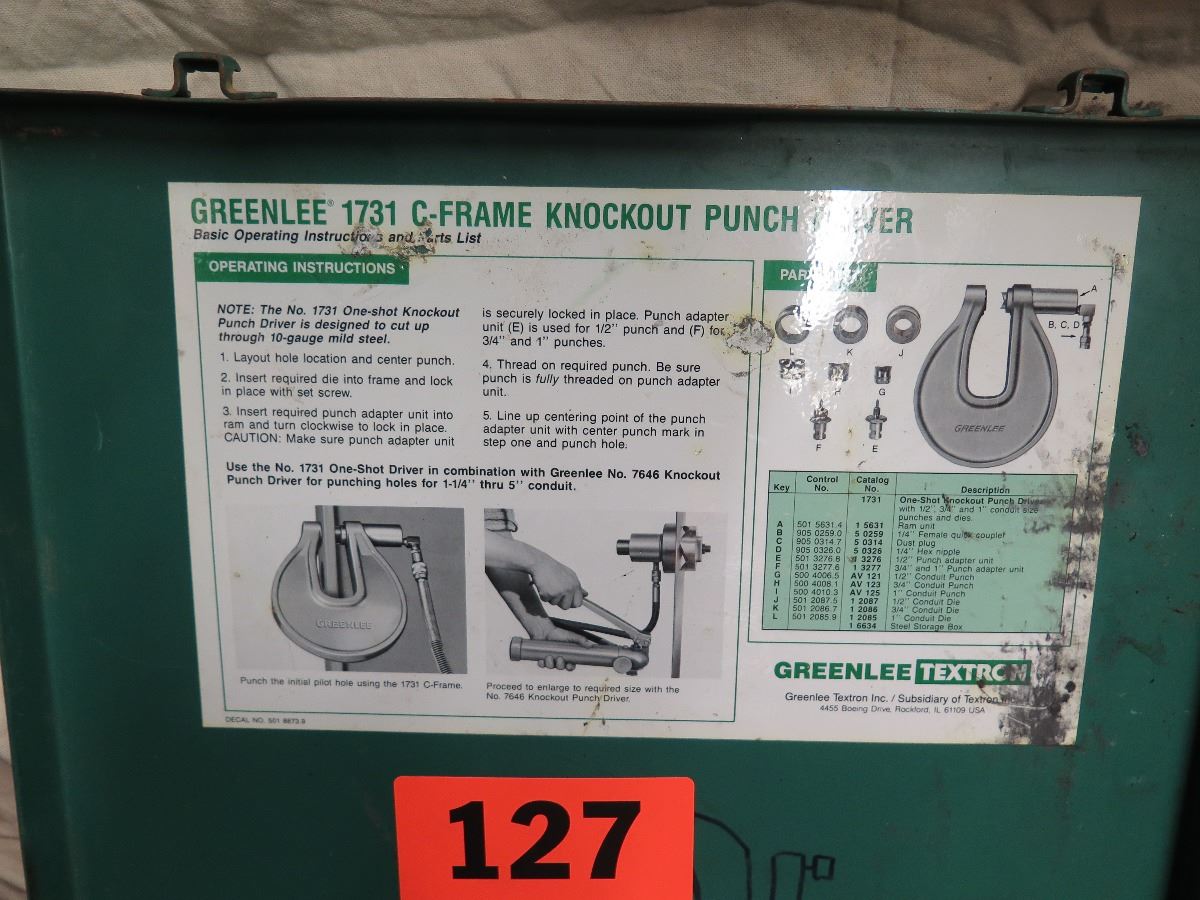 GREENLEE® 1731 C-FRAME KNOCKOUT PUNCH
Basic Operating Instructions and Parts List
OPERATING INSTRUCTIONS
NOTE: The No. 1731 One-shot Knockout
Punch Driver is designed to cut up
through 10-gauge mild steel.
1. Layout hole location and center punch.
2. Insert required die into frame and lock
in place with set screw.
3. Insert required punch adapter unit into
ram and turn clockwise to lock in place.
CAUTION: Make sure punch adapter unit
is securely locked in place. Punch adapter
unit (E) is used for 1/2" punch and (F) for
3/4" and 1" punches.
4. Thread on required punch. Be sure
punch is fully threaded on punch adapter
unit.
5. Line up centering point of the punch
adapter unit with center punch mark in
step one and punch hole.
Use the No. 1731 One-Shot Driver in combination with Greenlee No. 7646 Knockout
Punch Driver for punching holes for 1-1/4" thru 5" conduit.
GREENLEE
Punch the initial pilot hole using the 1731 C-Frame.
Proceed to enlarge to required size with the
No. 7646 Knockout Punch Driver.
DECAL NO. 501 8873.9
A
B, C, D
L K J
H G
F E
GREENLEE
Key Control No. Catalog No. Description
1731 One-Shot Knockout Punch Driver
with 1/2", 3/4" and 1" conduit size
punches and dies.
A 501 5631.4 1 5631 Ram unit
B 905 0259.0 5 0259 1/4" Female quick coupler
C 905 0314.7 5 0314 Dust plug
D 905 0326.0 5 0326 1/4" Hex nipple
E 501 3276.8 1 3276 1/2" Punch adapter unit
F 501 3277.6 1 3277 3/4" and 1" Punch adapter unit
G 500 4006.5 AV 121 1/2" Conduit Punch
H 500 4008.1 AV 123 3/4" Conduit Punch
I 500 4010.3 AV 125 1" Conduit Punch
J 501 2087.5 1 2087 1/2" Conduit Die
K 501 2086.7 1 2086 3/4" Conduit Die
L 501 2085.9 1 2085 1" Conduit Die
1 6634 Steel Storage Box
GREENLEE TEXTRON
Greenlee Textron Inc. / Subsidiary of Textron Inc.
4455 Boeing Drive, Rockford, IL 61109 USA
127